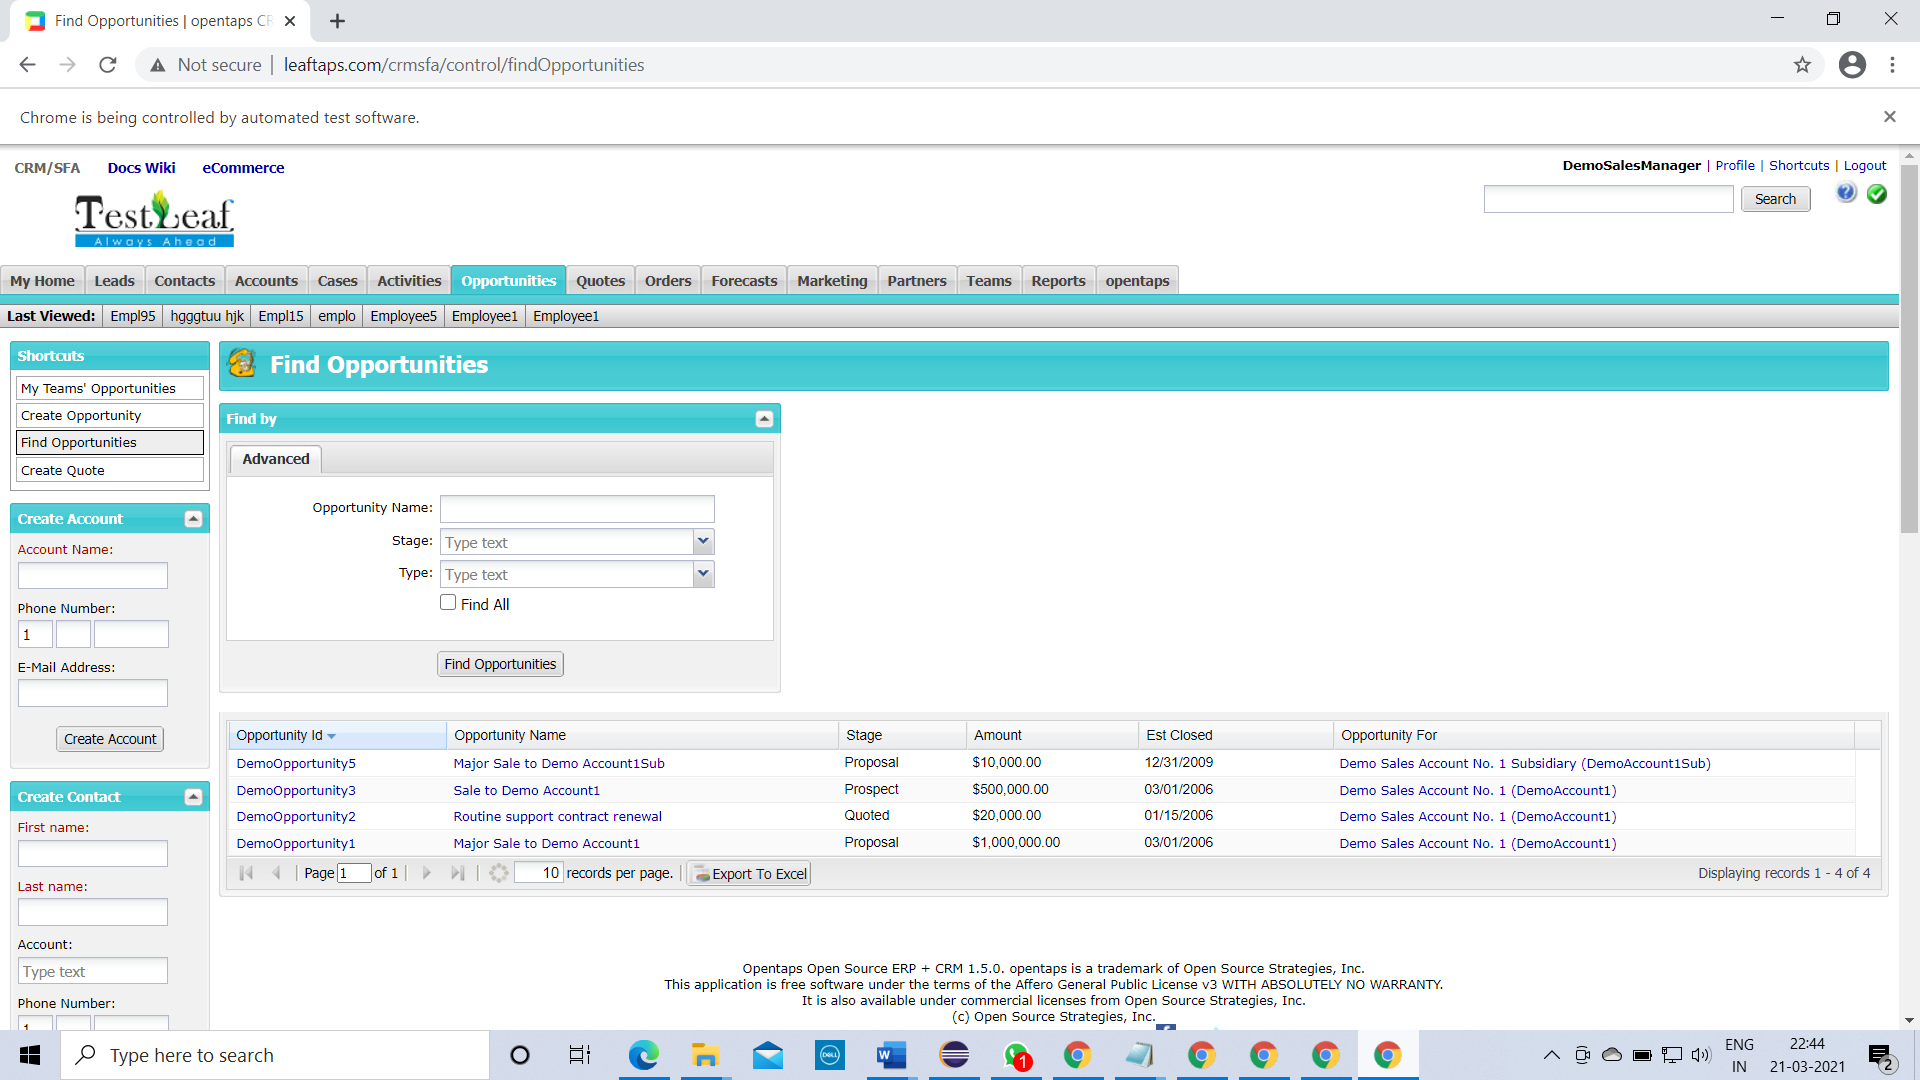 Find Opportunities | opentaps CR
Not secure | leaftaps.com/crmsfa/control/findOpportunities
Chrome is being controlled by automated test software.
CRM/SFA Docs Wiki eCommerce
DemoSalesManager | Profile | Shortcuts | Logout
TestLeaf
Always Ahead
Search
My Home Leads Contacts Accounts Cases Activities Opportunities Quotes Orders Forecasts Marketing Partners Teams Reports opentaps
Last Viewed: Empl95 hgggtuu hjk Empl15 emplo Employee5 Employee1 Employee1
Shortcuts
My Teams' Opportunities
Create Opportunity
Find Opportunities
Create Quote
Create Account
Account Name:
Phone Number:
1
E-Mail Address:
Create Account
Create Contact
First name:
Last name:
Account:
Type text
Phone Number:
1
Find Opportunities
Find by
Advanced
Opportunity Name:
Stage: Type text
Type: Type text
Find All
Find Opportunities
Opportunity Id Opportunity Name Stage Amount Est Closed Opportunity For
DemoOpportunity5 Major Sale to Demo Account1Sub Proposal $10,000.00 12/31/2009 Demo Sales Account No. 1 Subsidiary (DemoAccount1Sub)
DemoOpportunity3 Sale to Demo Account1 Prospect $500,000.00 03/01/2006 Demo Sales Account No. 1 (DemoAccount1)
DemoOpportunity2 Routine support contract renewal Quoted $20,000.00 01/15/2006 Demo Sales Account No. 1 (DemoAccount1)
DemoOpportunity1 Major Sale to Demo Account1 Proposal $1,000,000.00 03/01/2006 Demo Sales Account No. 1 (DemoAccount1)
Page 1 of 1 10 records per page. Export To Excel Displaying records 1 - 4 of 4
Opentaps Open Source ERP + CRM 1.5.0. opentaps is a trademark of Open Source Strategies, Inc.
This application is free software under the terms of the Affero General Public License v3 WITH ABSOLUTELY NO WARRANTY.
It is also available under commercial licenses from Open Source Strategies, Inc.
(c) Open Source Strategies, Inc.
Type here to search
DELL
W
1
ENG
IN
22:44
21-03-2021
2